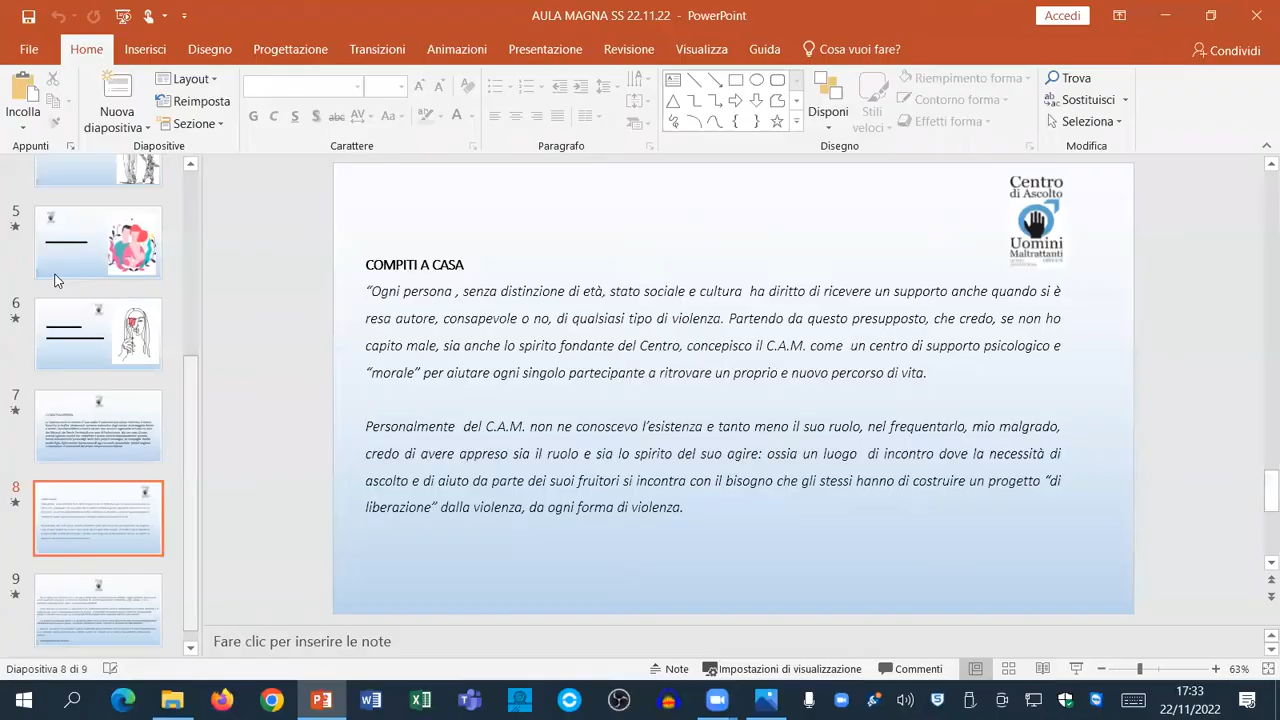 AULA MAGNA SS 22.11.22 - PowerPoint
Accedi
File Home Inserisci Disegno Progettazione Transizioni Animazioni Presentazione Revisione Visualizza Guida Cosa vuoi fare? Condividi
Incolla
Nuova diapositiva
Layout
Reimposta
Sezione
G C S S abc AV Aa A
Disponi
Stili veloci
Riempimento forma
Contorno forma
Effetti forma
Trova
Sostituisci
Seleziona
Appunti Diapositive Carattere Paragrafo Disegno Modifica
5
6
7
8
9
Centro
di Ascolto
Uomini
Maltrattanti
COMPITI A CASA
“Ogni persona , senza distinzione di età, stato sociale e cultura ha diritto di ricevere un supporto anche quando si è
resa autore, consapevole o no, di qualsiasi tipo di violenza. Partendo da questo presupposto, che credo, se non ho
capito male, sia anche lo spirito fondante del Centro, concepisco il C.A.M. come un centro di supporto psicologico e
“morale” per aiutare ogni singolo partecipante a ritrovare un proprio e nuovo percorso di vita.
Personalmente del C.A.M. non ne conoscevo l’esistenza e tantomeno il ruolo, nel frequentarlo, mio malgrado,
credo di avere appreso sia il ruolo e sia lo spirito del suo agire: ossia un luogo di incontro dove la necessità di
ascolto e di aiuto da parte dei suoi fruitori si incontra con il bisogno che gli stessi hanno di costruire un progetto “di
liberazione” dalla violenza, da ogni forma di violenza.
Fare clic per inserire le note
Diapositiva 8 di 9 Note Impostazioni di visualizzazione Commenti 63%
17:33
22/11/2022